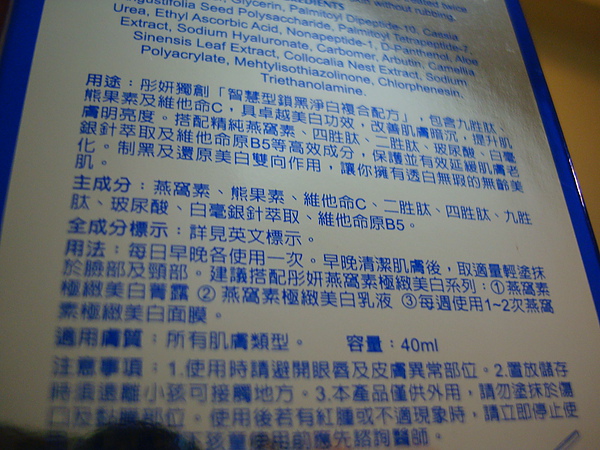 INGREDIENTS
Glycerin, Palmitoyl Dipeptide-10, Cassia
Angustifolia Seed Polysaccharide, Palmitoyl Tetrapeptide-7,
Urea, Ethyl Ascorbic Acid, Nonapeptide-1, D-Panthenol, Aloe
Extract, Sodium Hyaluronate, Carbomer, Arbutin, Camellia
Sinensis Leaf Extract, Collocalia Nest Extract, Sodium
Polyacrylate, Mehtylisothiazolinone, Chlorphenesin,
Triethanolamine.
用途：彤妍獨創「智慧型鎖黑淨白複合配方」，包含九胜肽、
熊果素及維他命C，具卓越美白功效，改善肌膚暗沉，提升肌
膚明亮度。搭配精純燕窩素、四胜肽、二胜肽、玻尿酸、白毫
銀針萃取及維他命原B5等高效成分，保護並有效延緩肌膚老
化。制黑及還原美白雙向作用，讓你擁有透白無瑕的無齡美
肌。
主成分：燕窩素、熊果素、維他命C、二胜肽、四胜肽、九胜
肽、玻尿酸、白毫銀針萃取、維他命原B5。
全成分標示：詳見英文標示。
用法：每日早晚各使用一次。早晚清潔肌膚後，取適量輕塗抹
於臉部及頸部。建議搭配彤妍燕窩素極緻美白系列：①燕窩素
極緻美白菁露 ② 燕窩素極緻美白乳液 ③每週使用1~2次燕窩
素極緻美白面膜。
適用膚質：所有肌膚類型。 容量：40ml
注意事項：1.使用時請避開眼唇及皮膚異常部位。2.置放儲存
時須遠離小孩可接觸地方。3.本產品僅供外用，請勿塗抹於傷
口及黏膜部位。使用後若有紅腫或不適現象時，請立即停止使
孩童使用前應先諮詢醫師。